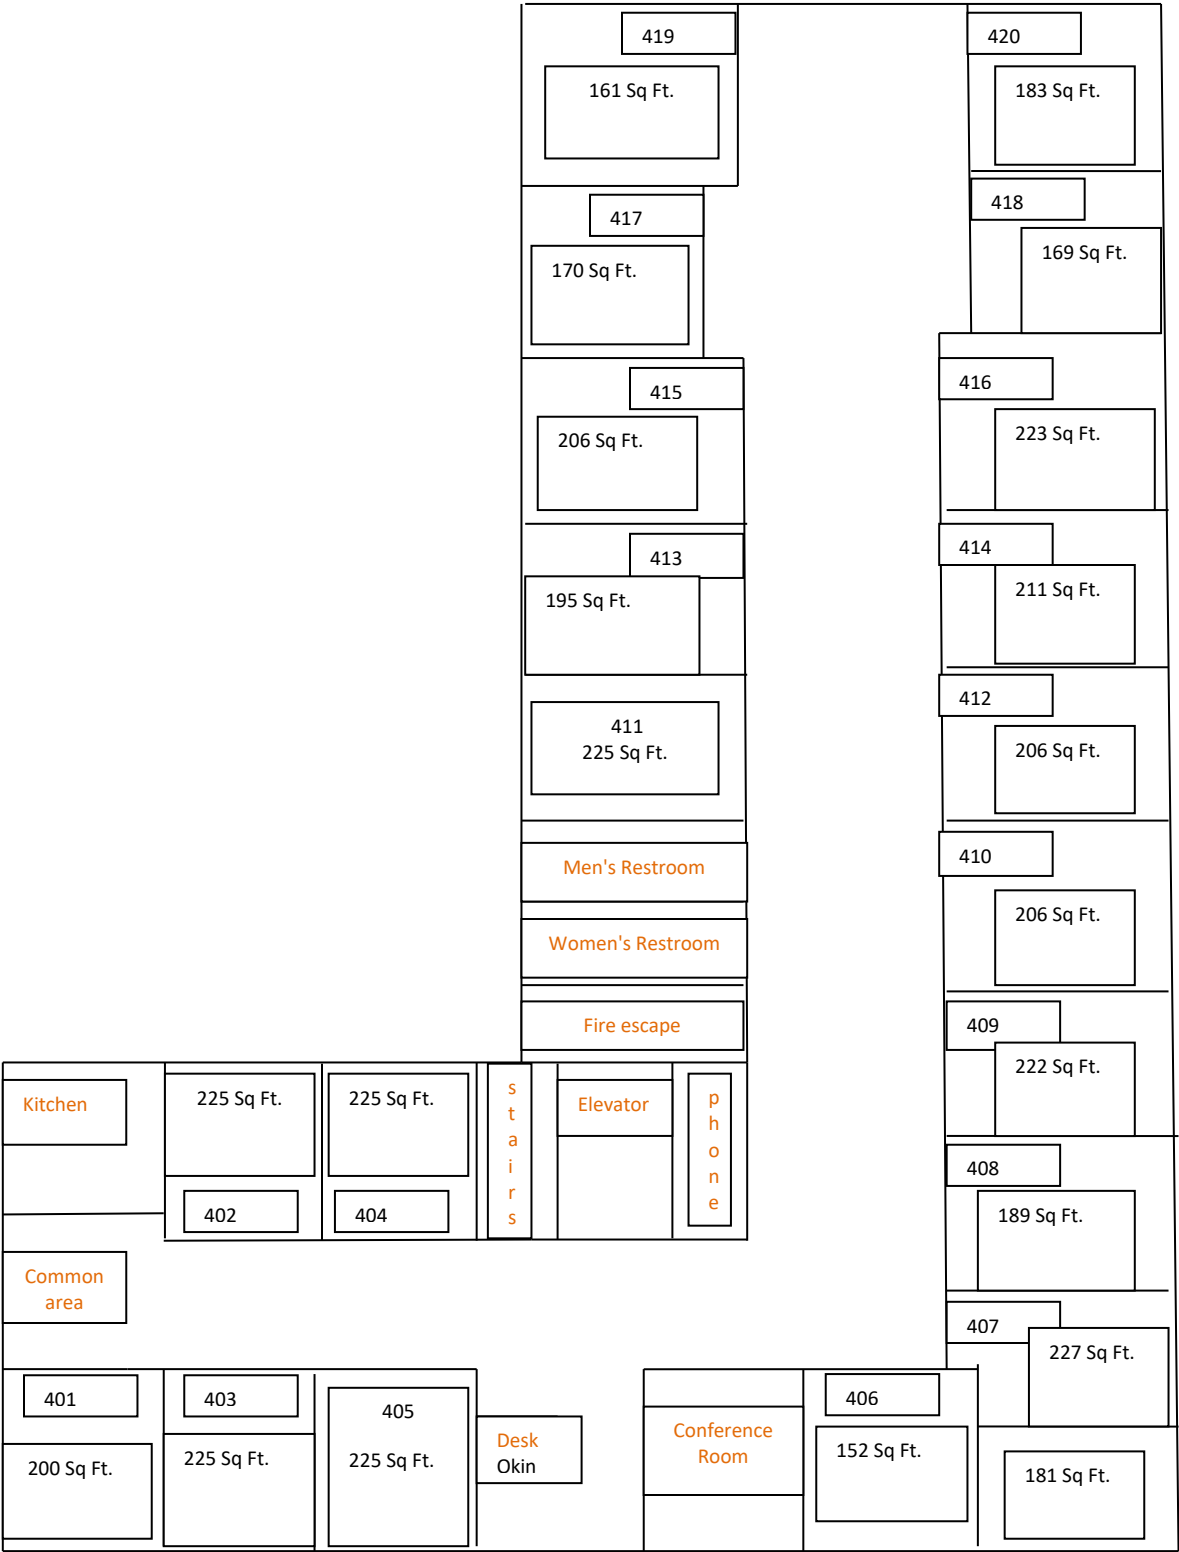 419
161 Sq Ft.
420
183 Sq Ft.
417
170 Sq Ft.
418
169 Sq Ft.
415
206 Sq Ft.
416
223 Sq Ft.
413
195 Sq Ft.
414
211 Sq Ft.
411
225 Sq Ft.
412
206 Sq Ft.
Men's Restroom
410
206 Sq Ft.
Women's Restroom
Fire escape
409
222 Sq Ft.
Kitchen
225 Sq Ft.
402
225 Sq Ft.
404
stairs
Elevator
phone
408
189 Sq Ft.
Common
area
407
227 Sq Ft.
401
200 Sq Ft.
403
225 Sq Ft.
405
225 Sq Ft.
Desk
Okin
Conference
Room
406
152 Sq Ft.
181 Sq Ft.